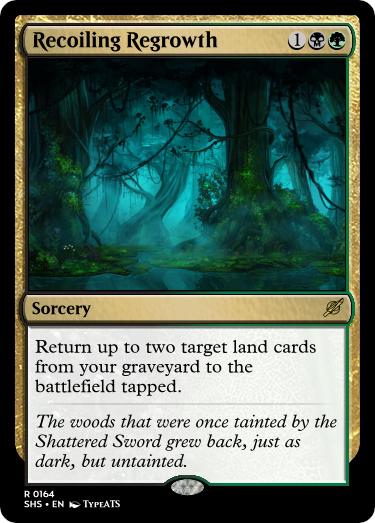 Recoiling Regrowth 1
Sorcery
Return up to two target land cards
from your graveyard to the
battlefield tapped.
The woods that were once tainted by the
Shattered Sword grew back, just as
dark, but untainted.
R 0164
SHS • EN TypeATS